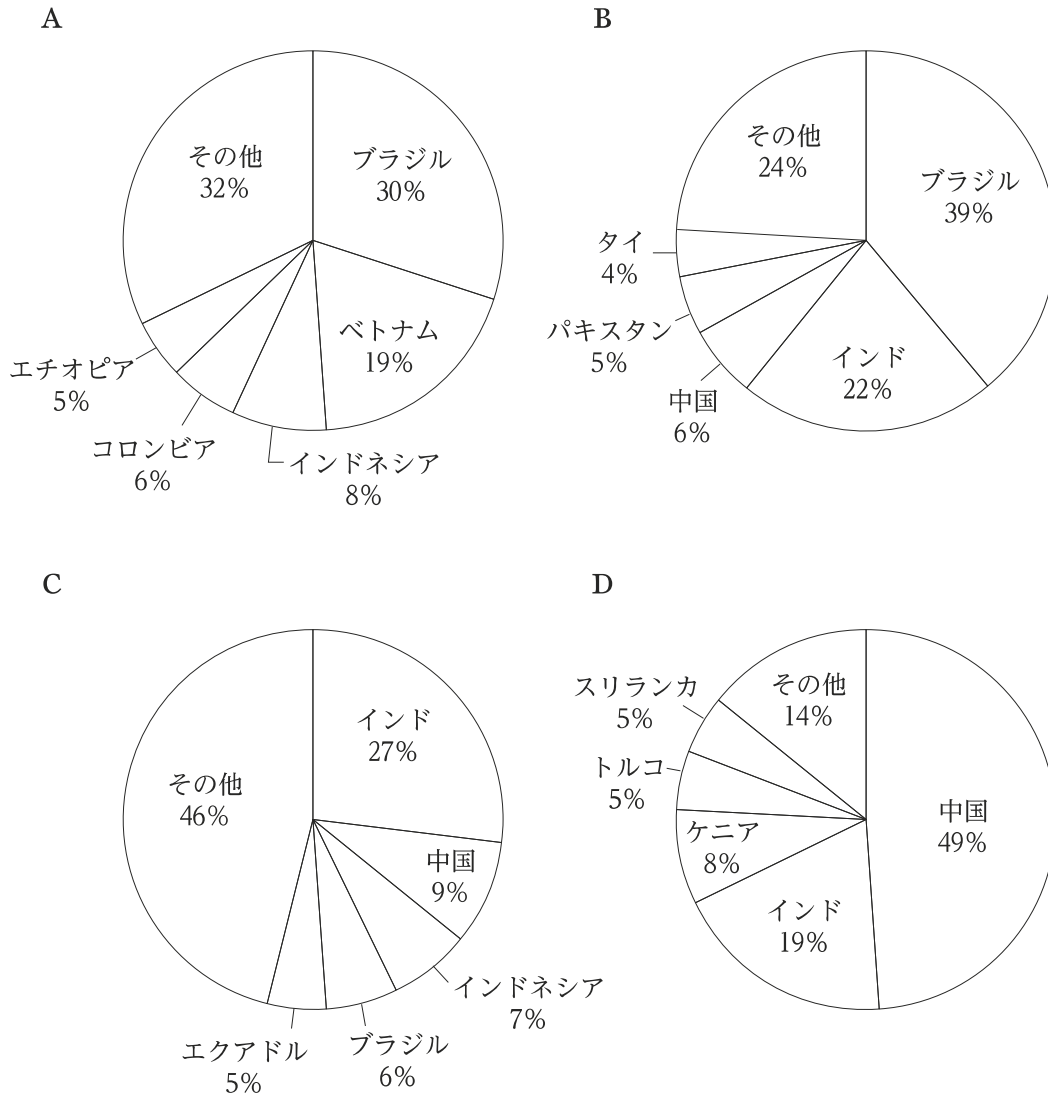 A
その他
32%
ブラジル
30%
ベトナム
19%
インドネシア
8%
コロンビア
6%
エチオピア
5%
B
その他
24%
ブラジル
39%
インド
22%
中国
6%
パキスタン
5%
タイ
4%
C
その他
46%
インド
27%
中国
9%
インドネシア
7%
ブラジル
6%
エクアドル
5%
D
その他
14%
中国
49%
インド
19%
ケニア
8%
トルコ
5%
スリランカ
5%